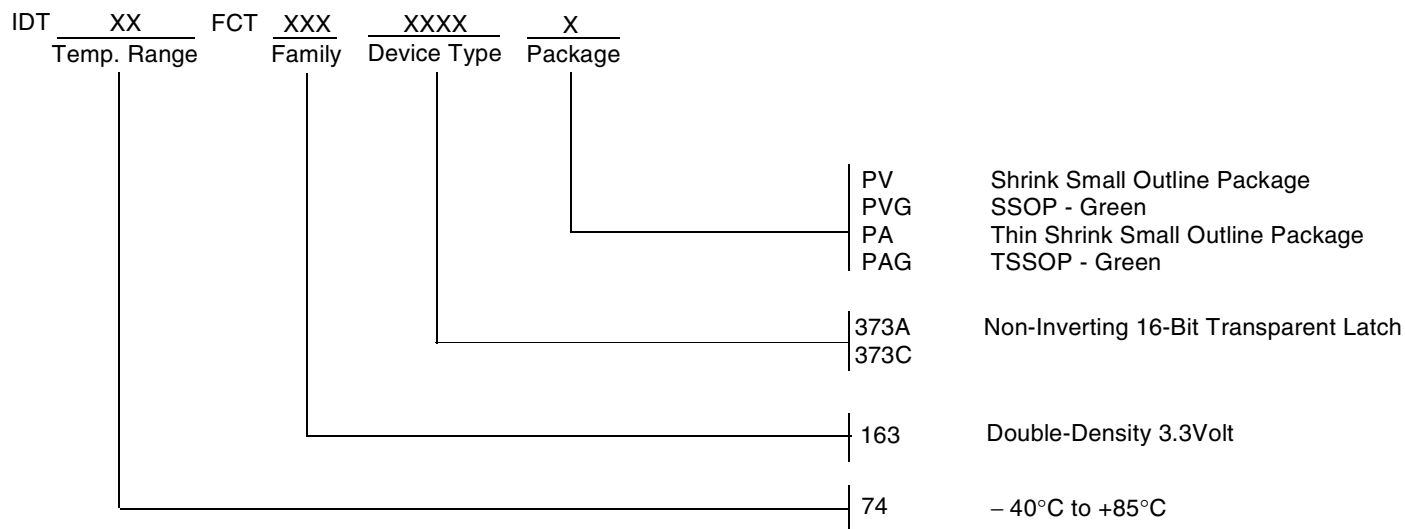 IDT XX FCT XXX XXXX X
Temp. Range Family Device Type Package
PV Shrink Small Outline Package
PVG SSOP - Green
PA Thin Shrink Small Outline Package
PAG TSSOP - Green
373A Non-Inverting 16-Bit Transparent Latch
373C
163 Double-Density 3.3Volt
74 – 40°C to +85°C